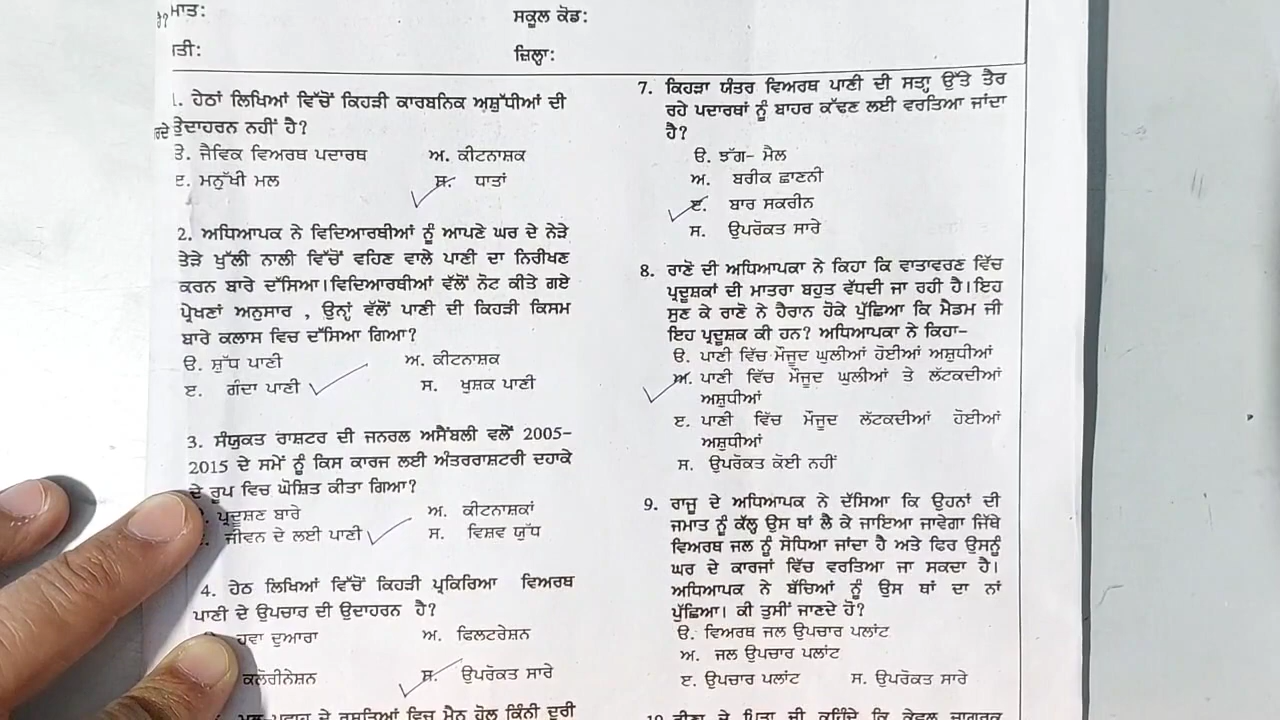 ਸਕੂਲ ਕੋਡ:
ਜ਼ਿਲ੍ਹਾ:
1. ਹੇਠਾਂ ਲਿਖਿਆਂ ਵਿੱਚੋਂ ਕਿਹੜੀ ਕਾਰਬਨਿਕ ਅਸ਼ੁੱਧੀਆਂ ਦੀ
ਉਦਾਹਰਨ ਨਹੀਂ ਹੈ?
ੳ. ਜੈਵਿਕ ਵਿਅਰਥ ਪਦਾਰਥ ਅ. ਕੀਟਨਾਸ਼ਕ
ੲ. ਮਨੁੱਖੀ ਮਲ ਸ. ਧਾਤਾਂ
2. ਅਧਿਆਪਕ ਨੇ ਵਿਦਿਆਰਥੀਆਂ ਨੂੰ ਆਪਣੇ ਘਰ ਦੇ ਨੇੜੇ
ਤੇੜੇ ਖੁੱਲੀ ਨਾਲੀ ਵਿੱਚੋਂ ਵਹਿਣ ਵਾਲੇ ਪਾਣੀ ਦਾ ਨਿਰੀਖਣ
ਕਰਨ ਬਾਰੇ ਦੱਸਿਆ।ਵਿਦਿਆਰਥੀਆਂ ਵੱਲੋਂ ਨੋਟ ਕੀਤੇ ਗਏ
ਪ੍ਰੇਖਣਾਂ ਅਨੁਸਾਰ , ਉਨ੍ਹਾਂ ਵੱਲੋਂ ਪਾਣੀ ਦੀ ਕਿਹੜੀ ਕਿਸਮ
ਬਾਰੇ ਕਲਾਸ ਵਿਚ ਦੱਸਿਆ ਗਿਆ?
ੳ. ਸ਼ੁੱਧ ਪਾਣੀ ਅ. ਕੀਟਨਾਸ਼ਕ
ੲ. ਗੰਦਾ ਪਾਣੀ ਸ. ਖੁਸ਼ਕ ਪਾਣੀ
3. ਸੰਯੁਕਤ ਰਾਸ਼ਟਰ ਦੀ ਜਨਰਲ ਅਸੈਂਬਲੀ ਵਲੋਂ 2005-
2015 ਦੇ ਸਮੇਂ ਨੂੰ ਕਿਸ ਕਾਰਜ ਲਈ ਅੰਤਰਰਾਸ਼ਟਰੀ ਦਹਾਕੇ
ਦੇ ਰੂਪ ਵਿਚ ਘੋਸ਼ਿਤ ਕੀਤਾ ਗਿਆ?
ਪ੍ਰਦੂਸ਼ਣ ਬਾਰੇ ਅ. ਕੀਟਨਾਸ਼ਕਾਂ
ਜੀਵਨ ਦੇ ਲਈ ਪਾਣੀ ਸ. ਵਿਸ਼ਵ ਯੁੱਧ
4. ਹੇਠ ਲਿਖਿਆਂ ਵਿੱਚੋਂ ਕਿਹੜੀ ਪ੍ਰਕਿਰਿਆ ਵਿਅਰਥ
ਪਾਣੀ ਦੇ ਉਪਚਾਰ ਦੀ ਉਦਾਹਰਨ ਹੈ?
ਹਵਾ ਦੁਆਰਾ ਅ. ਫਿਲਟਰੇਸ਼ਨ
ਕਲੋਰੀਨੇਸ਼ਨ ਸ. ਉਪਰੋਕਤ ਸਾਰੇ
7. ਕਿਹੜਾ ਯੰਤਰ ਵਿਅਰਥ ਪਾਣੀ ਦੀ ਸਤ੍ਹਾ ਉੱਤੇ ਤੈਰ
ਰਹੇ ਪਦਾਰਥਾਂ ਨੂੰ ਬਾਹਰ ਕੱਢਣ ਲਈ ਵਰਤਿਆ ਜਾਂਦਾ
ਹੈ?
ੳ. ਝੱਗ- ਮੈਲ
ਅ. ਬਰੀਕ ਛਾਣਨੀ
ੲ. ਬਾਰ ਸਕਰੀਨ
ਸ. ਉਪਰੋਕਤ ਸਾਰੇ
8. ਰਾਣੋ ਦੀ ਅਧਿਆਪਕਾ ਨੇ ਕਿਹਾ ਕਿ ਵਾਤਾਵਰਣ ਵਿੱਚ
ਪ੍ਰਦੂਸ਼ਕਾਂ ਦੀ ਮਾਤਰਾ ਬਹੁਤ ਵੱਧਦੀ ਜਾ ਰਹੀ ਹੈ।ਇਹ
ਸੁਣ ਕੇ ਰਾਣੋ ਨੇ ਹੈਰਾਨ ਹੋਕੇ ਪੁੱਛਿਆ ਕਿ ਮੈਡਮ ਜੀ
ਇਹ ਪ੍ਰਦੂਸ਼ਕ ਕੀ ਹਨ? ਅਧਿਆਪਕਾ ਨੇ ਕਿਹਾ-
ੳ. ਪਾਣੀ ਵਿੱਚ ਮੌਜੂਦ ਘੁਲੀਆਂ ਹੋਈਆਂ ਅਸ਼ੁਧੀਆਂ
ਅ. ਪਾਣੀ ਵਿੱਚ ਮੌਜੂਦ ਘੁਲੀਆਂ ਤੇ ਲੱਟਕਦੀਆਂ
ਅਸ਼ੁਧੀਆਂ
ੲ. ਪਾਣੀ ਵਿੱਚ ਮੌਜੂਦ ਲੱਟਕਦੀਆਂ ਹੋਈਆਂ
ਅਸ਼ੁਧੀਆਂ
ਸ. ਉਪਰੋਕਤ ਕੋਈ ਨਹੀਂ
9. ਰਾਜੂ ਦੇ ਅਧਿਆਪਕ ਨੇ ਦੱਸਿਆ ਕਿ ਉਹਨਾਂ ਦੀ
ਜਮਾਤ ਨੂੰ ਕੱਲ੍ਹ ਉਸ ਥਾਂ ਲੈ ਕੇ ਜਾਇਆ ਜਾਵੇਗਾ ਜਿੱਥੇ
ਵਿਅਰਥ ਜਲ ਨੂੰ ਸੋਧਿਆ ਜਾਂਦਾ ਹੈ ਅਤੇ ਫਿਰ ਉਸਨੂੰ
ਘਰ ਦੇ ਕਾਰਜਾਂ ਵਿੱਚ ਵਰਤਿਆ ਜਾ ਸਕਦਾ ਹੈ।
ਅਧਿਆਪਕ ਨੇ ਬੱਚਿਆਂ ਨੂੰ ਉਸ ਥਾਂ ਦਾ ਨਾਂ
ਪੁੱਛਿਆ। ਕੀ ਤੁਸੀਂ ਜਾਣਦੇ ਹੋ?
ੳ. ਵਿਅਰਥ ਜਲ ਉਪਚਾਰ ਪਲਾਂਟ
ਅ. ਜਲ ਉਪਚਾਰ ਪਲਾਂਟ
ੲ. ਉਪਚਾਰ ਪਲਾਂਟ ਸ. ਉਪਰੋਕਤ ਸਾਰੇ